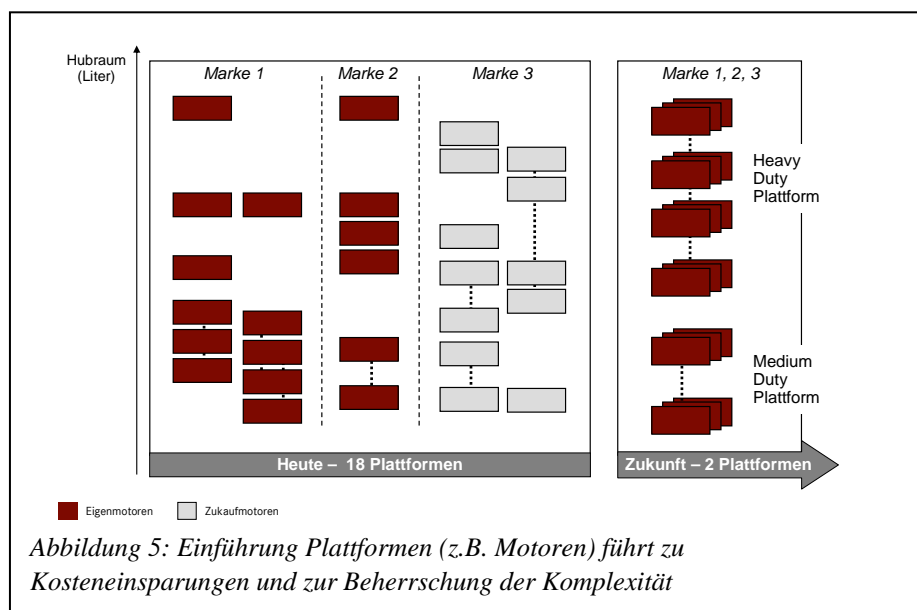 Hubraum
(Liter)
Marke 1
Marke 2
Marke 3
Marke 1, 2, 3
Heavy
Duty
Plattform
Medium
Duty
Plattform
Heute – 18 Plattformen
Zukunft – 2 Plattformen
Eigenmotoren
Zukaufmotoren
Abbildung 5: Einführung Plattformen (z.B. Motoren) führt zu
Kosteneinsparungen und zur Beherrschung der Komplexität